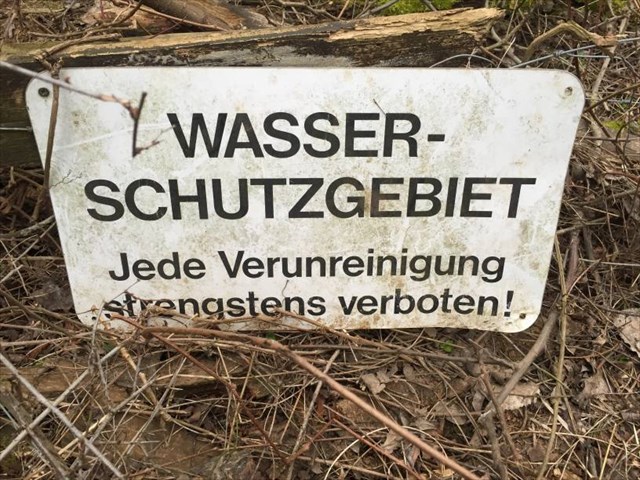 WASSER-
SCHUTZGEBIET
Jede Verunreinigung
strengstens verboten!